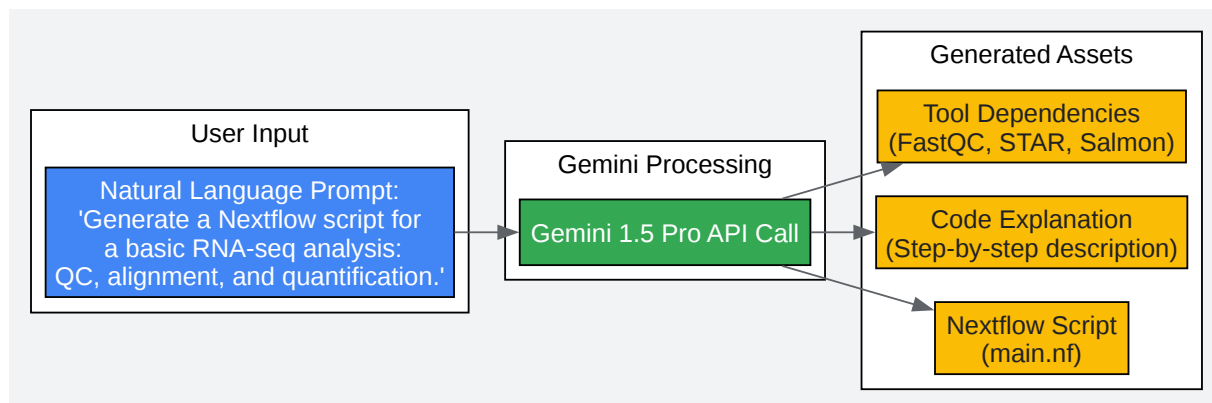 User Input
Natural Language Prompt:
'Generate a Nextflow script for
a basic RNA-seq analysis:
QC, alignment, and quantification.'
Gemini Processing
Gemini 1.5 Pro API Call
Generated Assets
Tool Dependencies
(FastQC, STAR, Salmon)
Code Explanation
(Step-by-step description)
Nextflow Script
(main.nf)